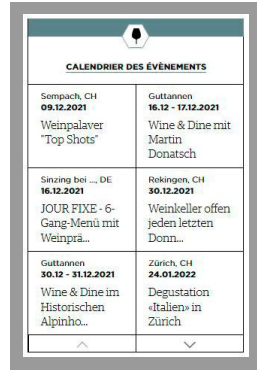 CALENDRIER DES ÉVÈNEMENTS
Sempach, CH
09.12.2021
Weinpalaver
"Top Shots"
Guttannen
16.12 - 17.12.2021
Wine & Dine mit
Martin
Donatsch
Sinzing bei ..., DE
16.12.2021
JOUR FIXE - 6-
Gang-Menü mit
Weinprä...
Rekingen, CH
30.12.2021
Weinkeller offen
jeden letzten
Donn...
Guttannen
30.12 - 31.12.2021
Wine & Dine im
Historischen
Alpinho...
Zürich, CH
24.01.2022
Degustation
«Italien» in
Zürich